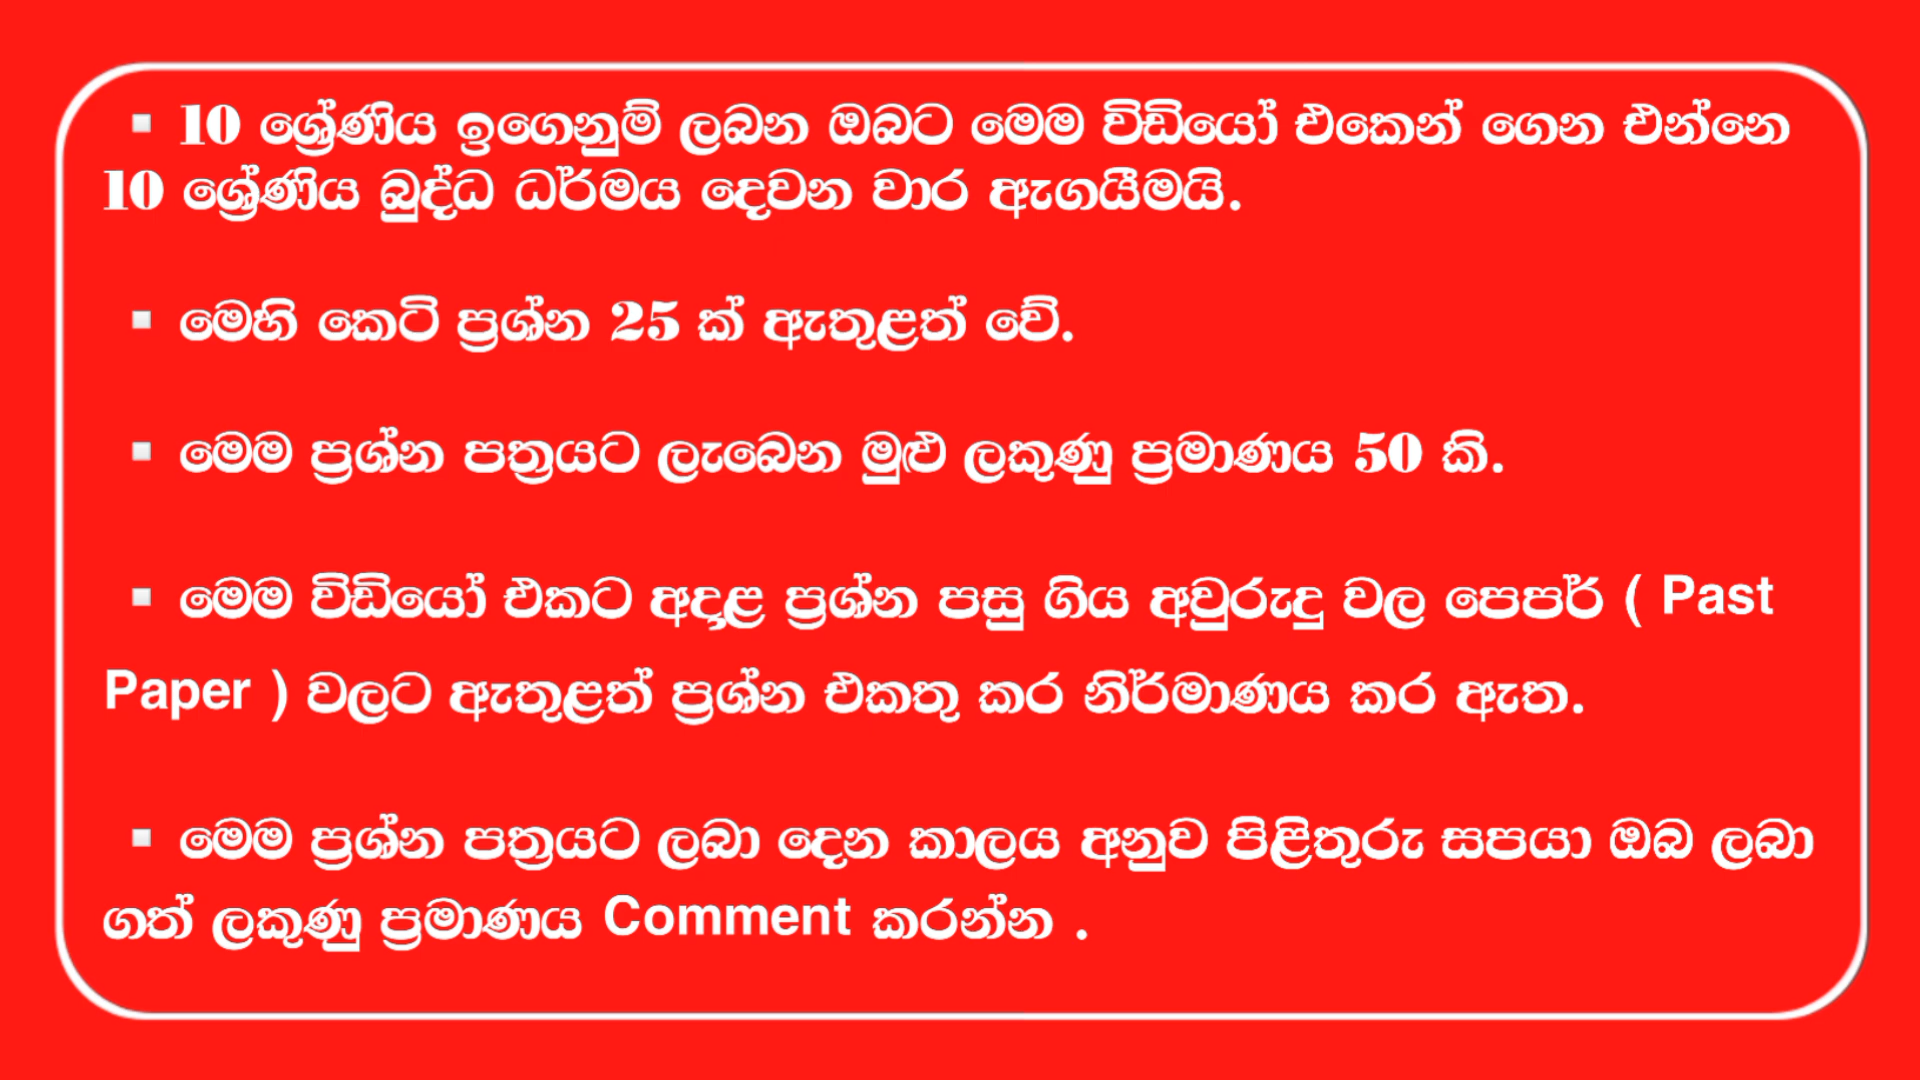 ▪ 10 ශ්‍රේණිය ඉගෙනුම් ලබන ඔබට මෙම විඩියෝ එකෙන් ගෙන එන්නෙ
10 ශ්‍රේණිය බුද්ධ ධර්මය දෙවන වාර ඇගයීමයි.
▪ මෙහි කෙටි ප්‍රශ්න 25 ක් ඇතුළත් වේ.
▪ මෙම ප්‍රශ්න පත්‍රයට ලැබෙන මුළු ලකුණු ප්‍රමාණය 50 කි.
▪ මෙම විඩියෝ එකට අදාළ ප්‍රශ්න පසු ගිය අවුරුදු වල පෙපර් ( Past
Paper ) වලට ඇතුළත් ප්‍රශ්න එකතු කර නිර්මාණය කර ඇත.
▪ මෙම ප්‍රශ්න පත්‍රයට ලබා දෙන කාලය අනුව පිළිතුරු සපයා ඔබ ලබා
ගත් ලකුණු ප්‍රමාණය Comment කරන්න .